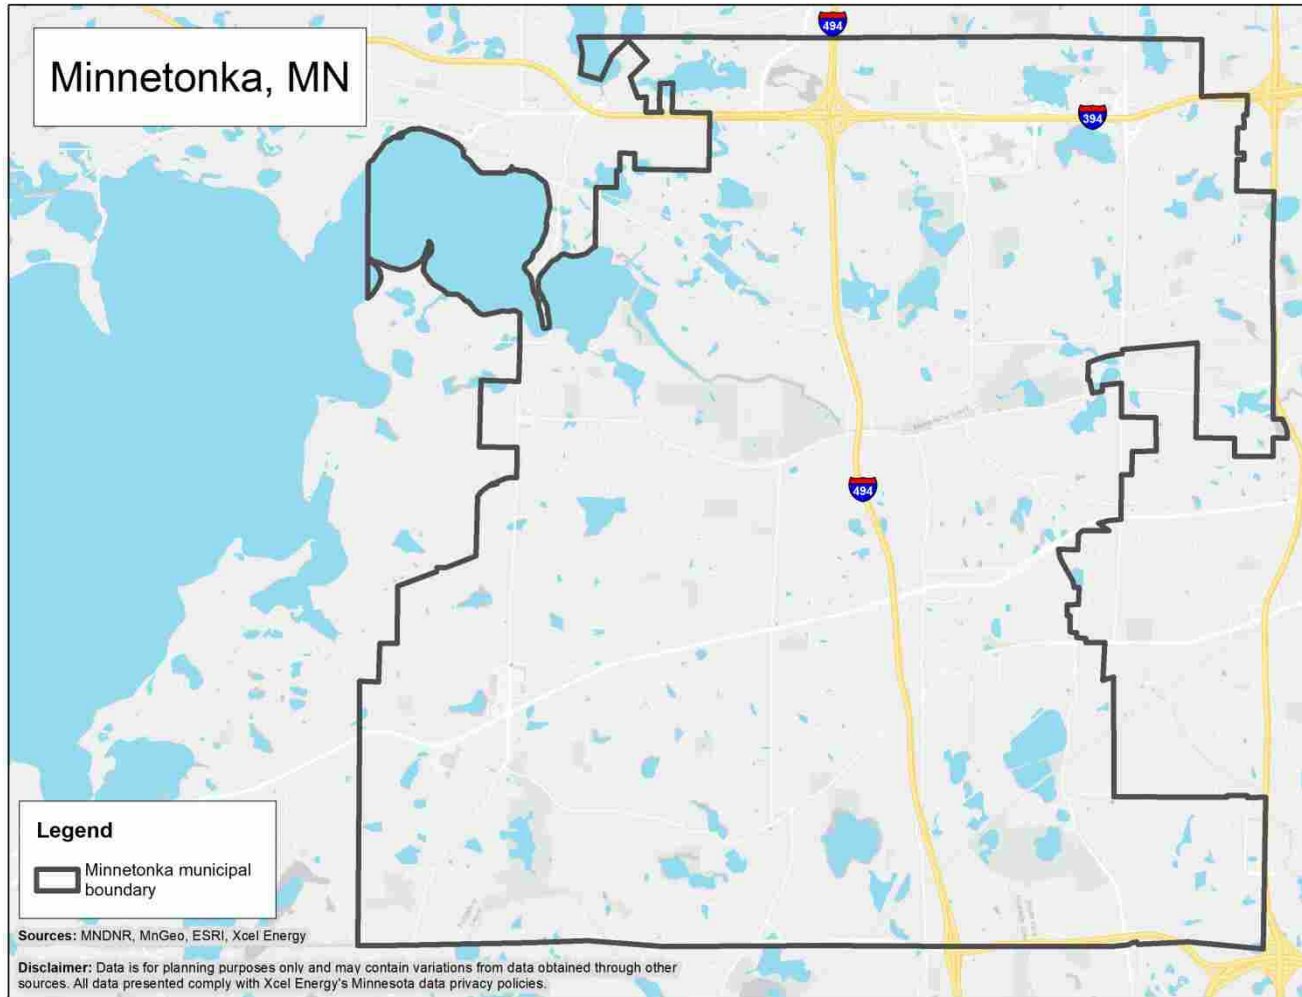 Minnetonka, MN
494
394
494
Legend
Minnetonka municipal
boundary
Sources: MNDNR, MnGeo, ESRI, Xcel Energy
Disclaimer: Data is for planning purposes only and may contain variations from data obtained through other
sources. All data presented comply with Xcel Energy's Minnesota data privacy policies.